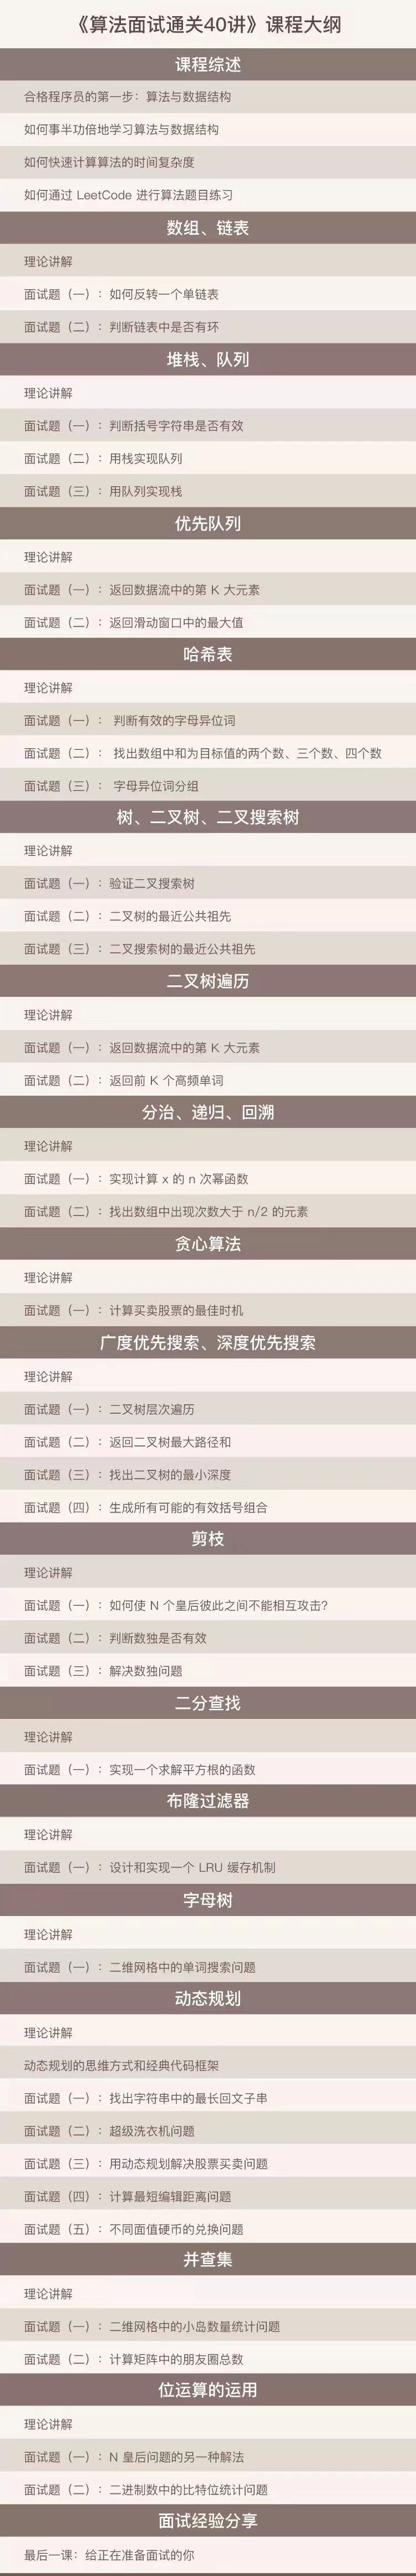 《算法面试通关40讲》课程大纲
课程综述
合格程序员的第一步：算法与数据结构
如何事半功倍地学习算法与数据结构
如何快速计算算法的时间复杂度
如何通过 LeetCode 进行算法题目练习
数组、链表
理论讲解
面试题（一）：如何反转一个单链表
面试题（二）：判断链表中是否有环
堆栈、队列
理论讲解
面试题（一）：判断括号字符串是否有效
面试题（二）：用栈实现队列
面试题（三）：用队列实现栈
优先队列
理论讲解
面试题（一）：返回数据流中的第 K 大元素
面试题（二）：返回滑动窗口中的最大值
哈希表
理论讲解
面试题（一）： 判断有效的字母异位词
面试题（二）： 找出数组中和为目标值的两个数、三个数、四个数
面试题（三）： 字母异位词分组
树、二叉树、二叉搜索树
理论讲解
面试题（一）：验证二叉搜索树
面试题（二）：二叉树的最近公共祖先
面试题（三）：二叉搜索树的最近公共祖先
二叉树遍历
理论讲解
面试题（一）：返回数据流中的第 K 大元素
面试题（二）：返回前 K 个高频单词
分治、递归、回溯
理论讲解
面试题（一）：实现计算 x 的 n 次幂函数
面试题（二）：找出数组中出现次数大于 n/2 的元素
贪心算法
理论讲解
面试题（一）：计算买卖股票的最佳时机
广度优先搜索、深度优先搜索
理论讲解
面试题（一）：二叉树层次遍历
面试题（二）：返回二叉树最大路径和
面试题（三）：找出二叉树的最小深度
面试题（四）：生成所有可能的有效括号组合
剪枝
理论讲解
面试题（一）：如何使 N 个皇后彼此之间不能相互攻击?
面试题（二）：判断数独是否有效
面试题（三）：解决数独问题
二分查找
理论讲解
面试题（一）：实现一个求解平方根的函数
布隆过滤器
理论讲解
面试题（一）：设计和实现一个 LRU 缓存机制
字母树
理论讲解
面试题（一）：二维网格中的单词搜索问题
动态规划
理论讲解
动态规划的思维方式和经典代码框架
面试题（一）：找出字符串中的最长回文子串
面试题（二）：超级洗衣机问题
面试题（三）：用动态规划解决股票买卖问题
面试题（四）：计算最短编辑距离问题
面试题（五）：不同面值硬币的兑换问题
并查集
理论讲解
面试题（一）：二维网格中的小岛数量统计问题
面试题（二）：计算矩阵中的朋友圈总数
位运算的运用
理论讲解
面试题（一）：N 皇后问题的另一种解法
面试题（二）：二进制数中的比特位统计问题
面试经验分享
最后一课：给正在准备面试的你